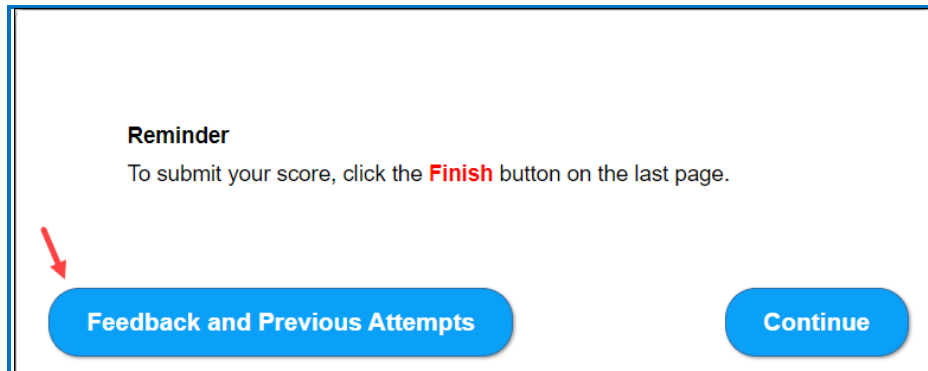 Reminder
To submit your score, click the Finish button on the last page.
Feedback and Previous Attempts
Continue